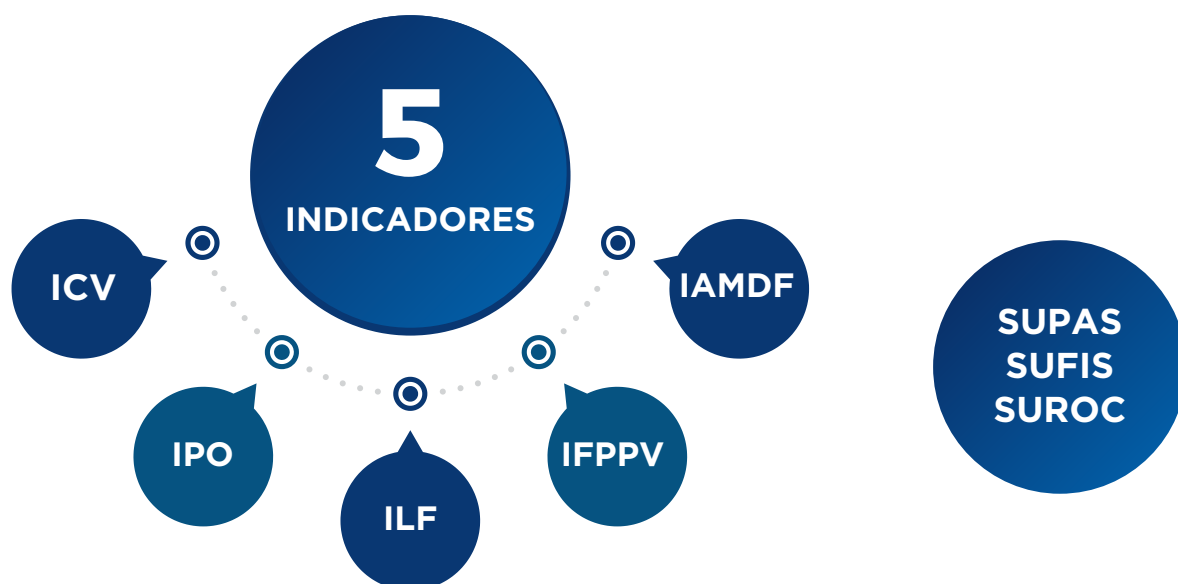 5
INDICADORES
ICV
IPO
ILF
IFPPV
IAMDF
SUPAS
SUFIS
SUROC